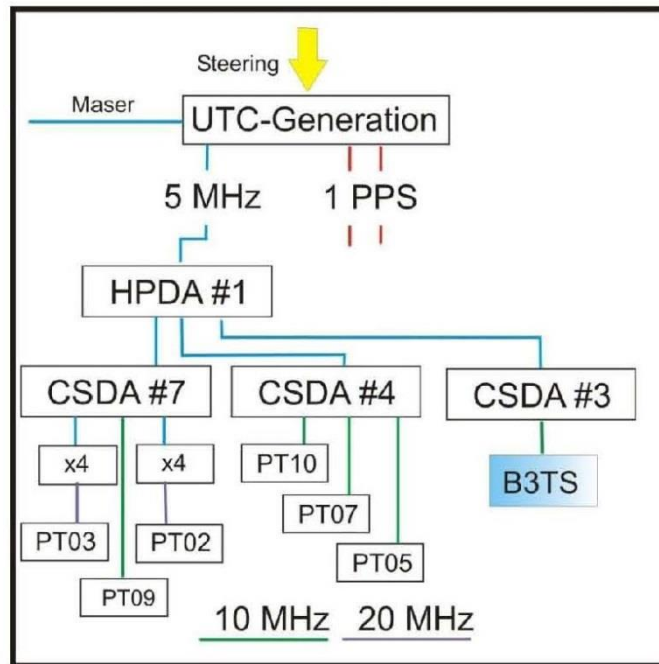 Steering
Maser
UTC-Generation
5 MHz
1 PPS
HPDA #1
CSDA #7
CSDA #4
CSDA #3
x4
x4
PT10
B3TS
PT07
PT03
PT02
PT05
PT09
10 MHz
20 MHz